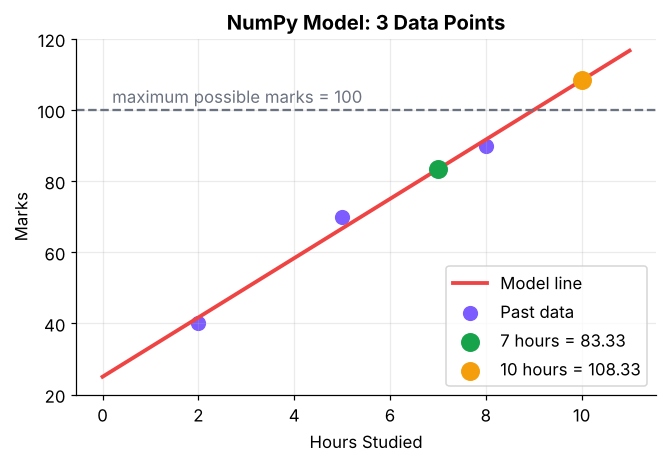 NumPy Model: 3 Data Points
120
maximum possible marks = 100
100
80
60
40
20
Marks
Model line
Past data
7 hours = 83.33
10 hours = 108.33
0 2 4 6 8 10
Hours Studied